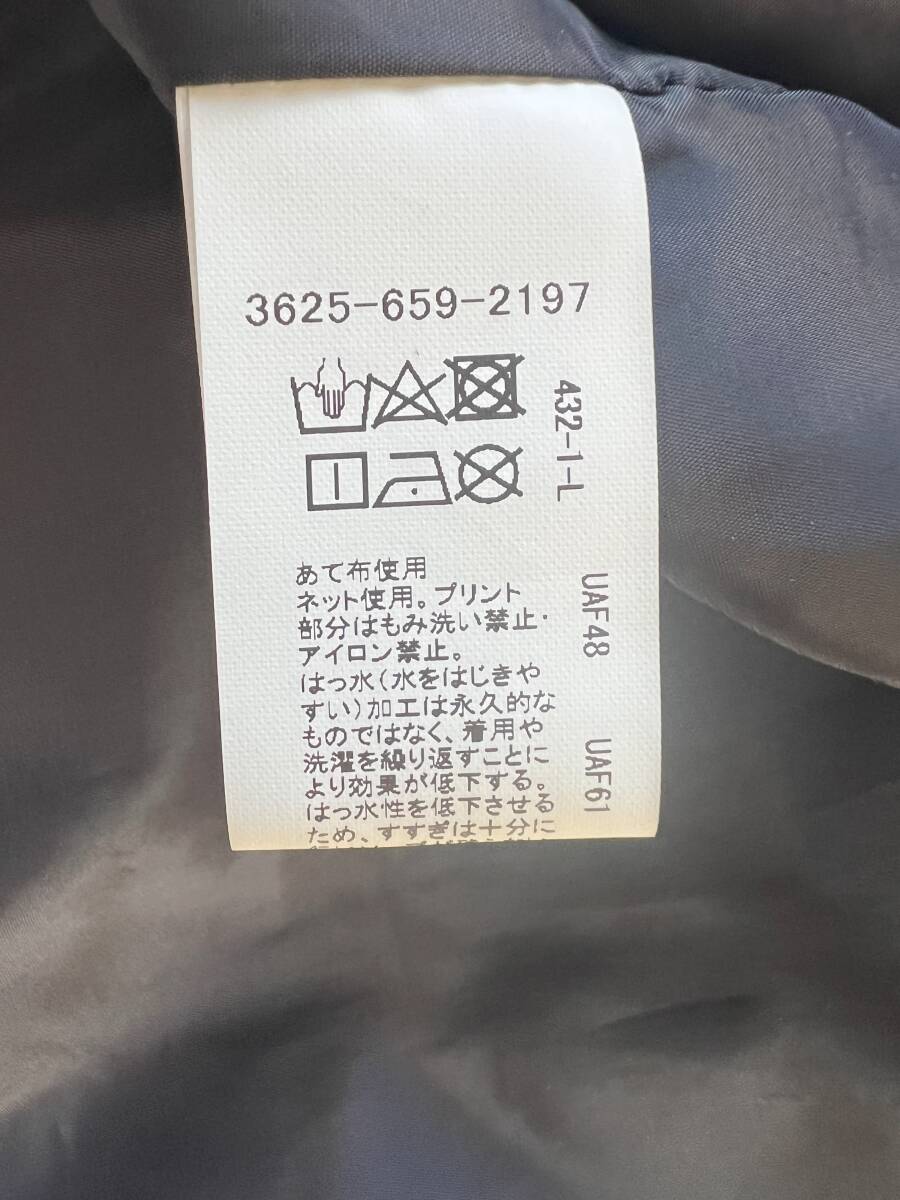 3625-659-2197
432-1-L
あて布使用
ネット使用。プリント
部分はもみ洗い禁止・
アイロン禁止。
はっ水(水をはじきや
すい)加工は永久的な
ものではなく、着用や
洗濯を繰り返すことに
より効果が低下する。
はっ水性を低下させる
ため、すすぎは十分に
UAF48
UAF61